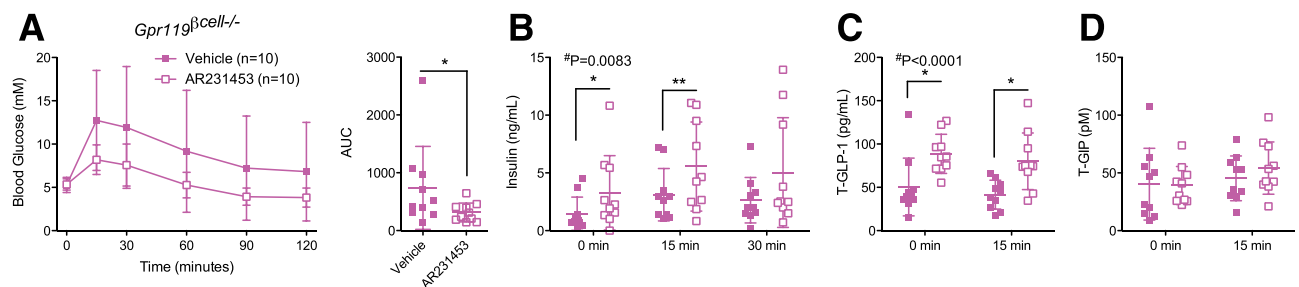 A
Gpr119βcell-/-
Vehicle (n=10)
AR231453 (n=10)
Blood Glucose (mM)
20
15
10
5
0
0 30 60 90 120
Time (minutes)
AUC
3000
2000
1000
0
*
Vehicle
AR231453
B
#P=0.0083
Insulin (ng/mL)
15
10
5
0
* **
0 min 15 min 30 min
C
#P<0.0001
T-GLP-1 (pg/mL)
200
150
100
50
0
* *
0 min 15 min
D
T-GIP (pM)
150
100
50
0
0 min 15 min